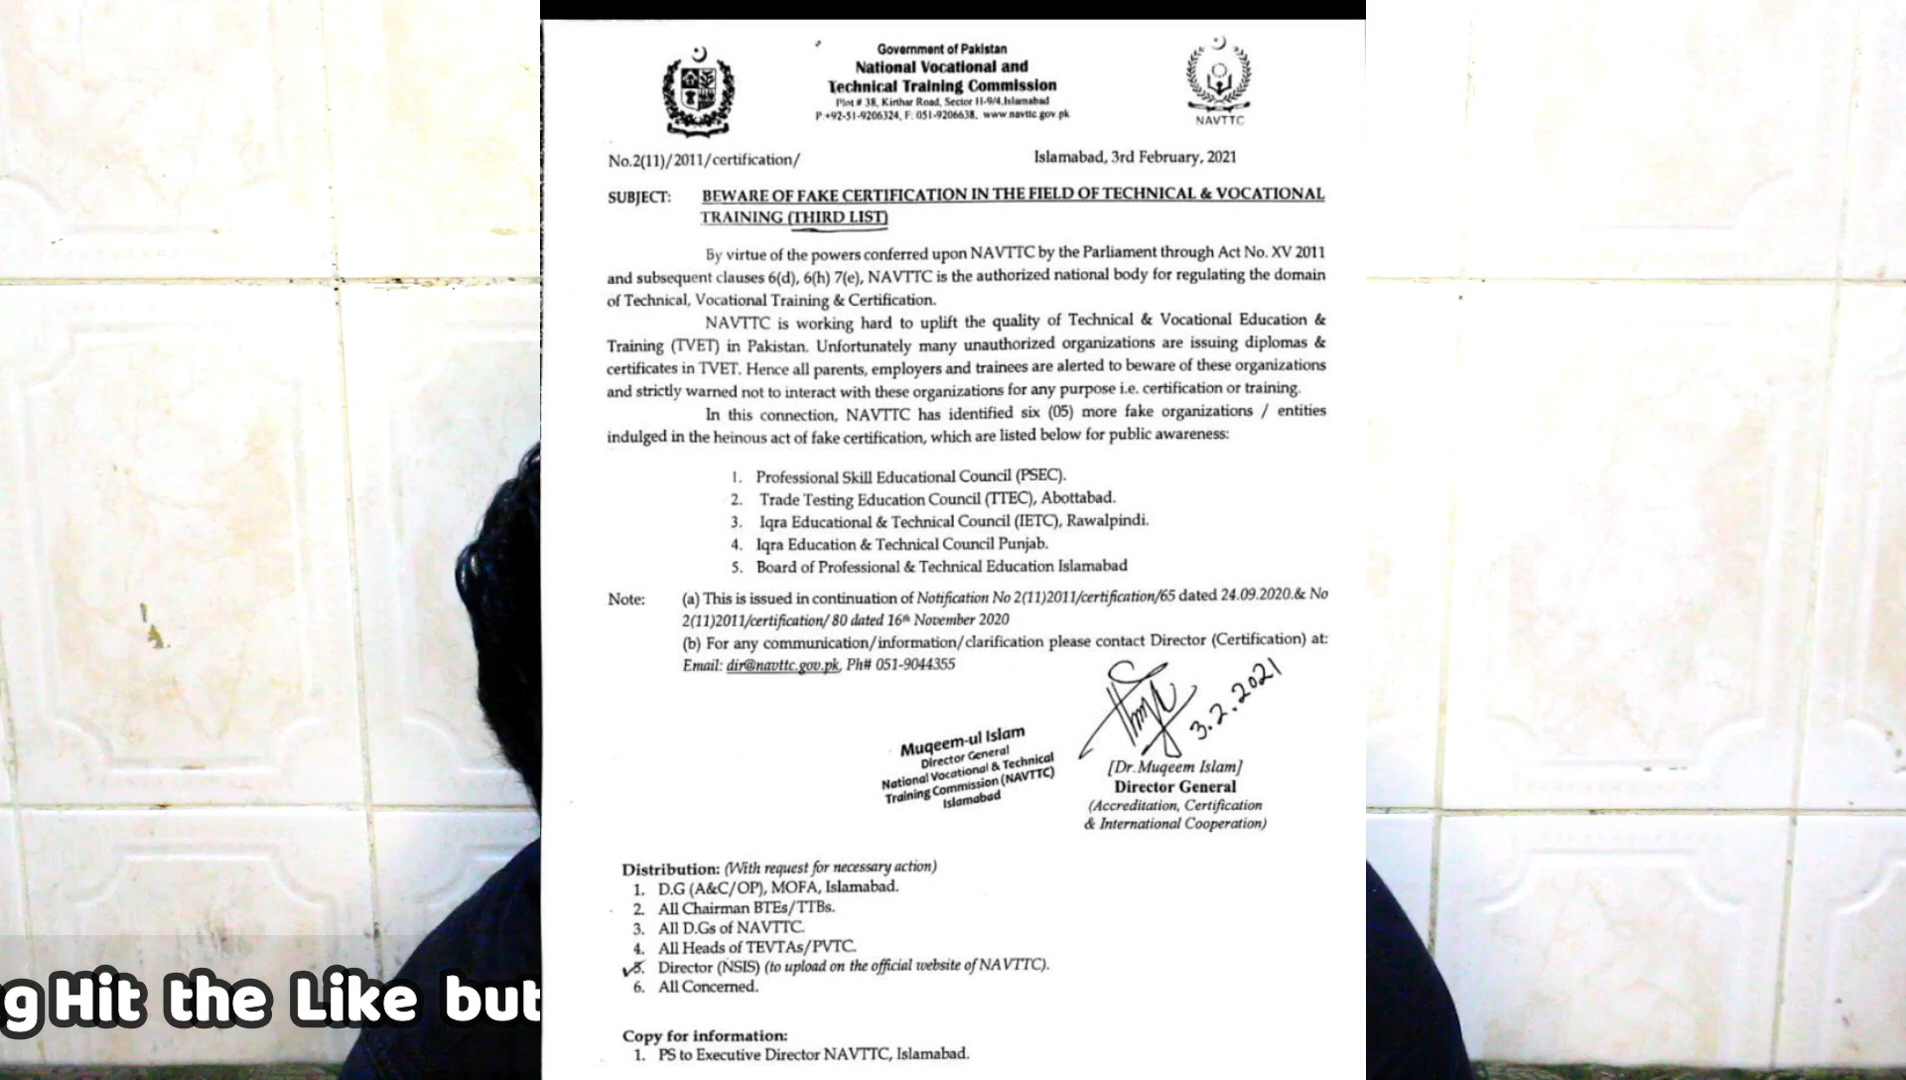 Government of Pakistan
National Vocational and
Technical Training Commission
Plot # 38, Kirthar Road, Sector H-9/4,Islamabad
P:+92-51-9206324, F: 051-9206638, www.navttc.gov.pk
NAVTTC
No.2(11)/2011/certification/
Islamabad, 3rd February, 2021
SUBJECT: BEWARE OF FAKE CERTIFICATION IN THE FIELD OF TECHNICAL & VOCATIONAL
TRAINING (THIRD LIST)
By virtue of the powers conferred upon NAVTTC by the Parliament through Act No. XV 2011
and subsequent clauses 6(d), 6(h) 7(e), NAVTTC is the authorized national body for regulating the domain
of Technical, Vocational Training & Certification.
NAVTTC is working hard to uplift the quality of Technical & Vocational Education &
Training (TVET) in Pakistan. Unfortunately many unauthorized organizations are issuing diplomas &
certificates in TVET. Hence all parents, employers and trainees are alerted to beware of these organizations
and strictly warned not to interact with these organizations for any purpose i.e. certification or training.
In this connection, NAVTTC has identified six (05) more fake organizations / entities
indulged in the heinous act of fake certification, which are listed below for public awareness:
1. Professional Skill Educational Council (PSEC).
2. Trade Testing Education Council (TTEC), Abottabad.
3. Iqra Educational & Technical Council (IETC), Rawalpindi.
4. Iqra Education & Technical Council Punjab.
5. Board of Professional & Technical Education Islamabad
Note: (a) This is issued in continuation of Notification No 2(11)2011/certification/65 dated 24.09.2020.& No
2(11)2011/certification/ 80 dated 16th November 2020
(b) For any communication/information/clarification please contact Director (Certification) at:
Email: dir@navttc.gov.pk, Ph# 051-9044355
3.2.2021
Muqeem-ul Islam
Director General
National Vocational & Technical
Training Commission (NAVTTC)
Islamabad
[Dr.Muqeem Islam]
Director General
(Accreditation, Certification
& International Cooperation)
Distribution: (With request for necessary action)
1. D.G (A&C/OP), MOFA, Islamabad.
2. All Chairman BTEs/TTBs.
3. All D.Gs of NAVTTC.
4. All Heads of TEVTAs/PVTC.
5. Director (NSIS) (to upload on the official website of NAVTTC).
6. All Concerned.
g Hit the Like but
Copy for information:
1. PS to Executive Director NAVTTC, Islamabad.